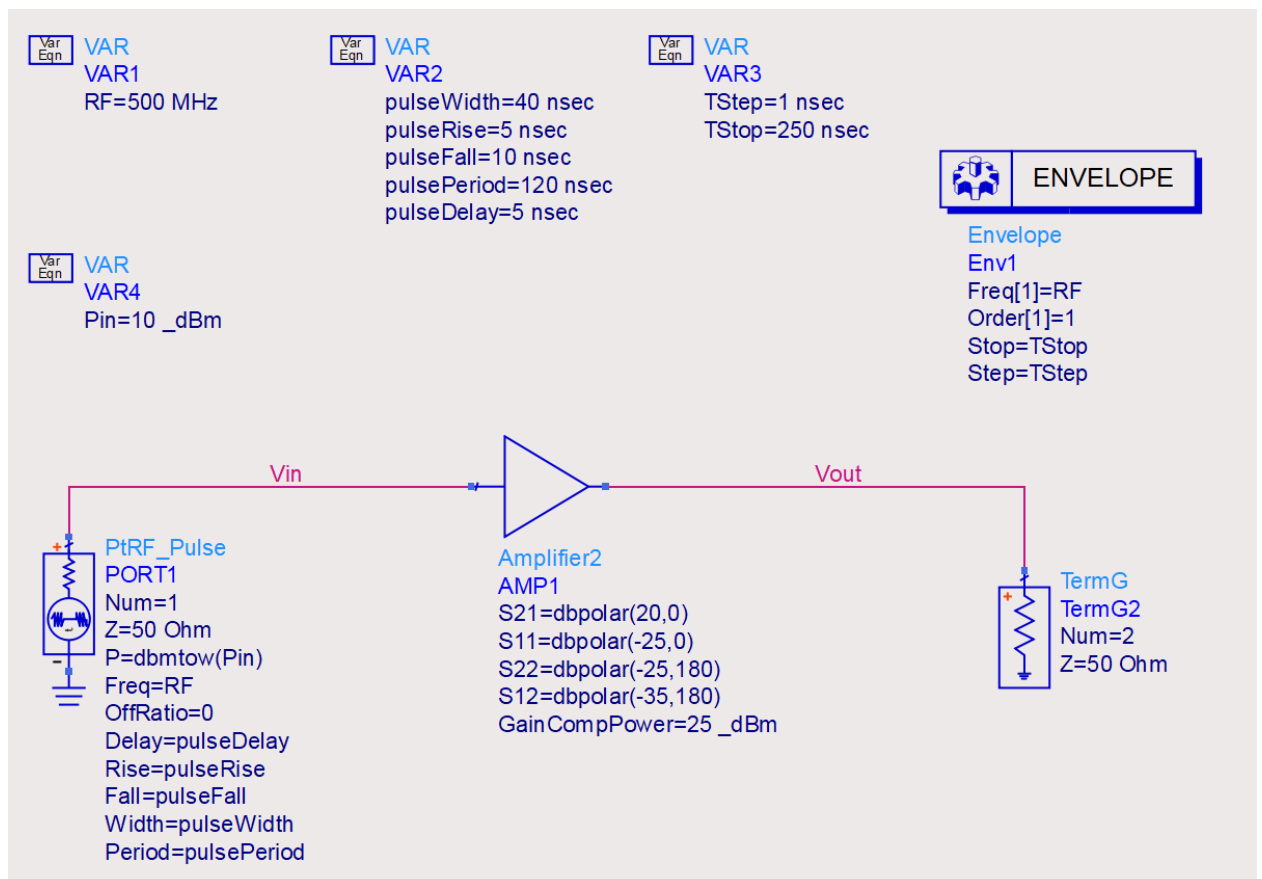 Var
Eqn
VAR
VAR1
RF=500 MHz
Var
Eqn
VAR
VAR2
pulseWidth=40 nsec
pulseRise=5 nsec
pulseFall=10 nsec
pulsePeriod=120 nsec
pulseDelay=5 nsec
Var
Eqn
VAR
VAR3
TStep=1 nsec
TStop=250 nsec
ENVELOPE
Envelope
Env1
Freq[1]=RF
Order[1]=1
Stop=TStop
Step=TStep
Var
Eqn
VAR
VAR4
Pin=10 _dBm
Vin
Vout
PtRF_Pulse
PORT1
Num=1
Z=50 Ohm
P=dbmtow(Pin)
Freq=RF
OffRatio=0
Delay=pulseDelay
Rise=pulseRise
Fall=pulseFall
Width=pulseWidth
Period=pulsePeriod
Amplifier2
AMP1
S21=dbpolar(20,0)
S11=dbpolar(-25,0)
S22=dbpolar(-25,180)
S12=dbpolar(-35,180)
GainCompPower=25 _dBm
TermG
TermG2
Num=2
Z=50 Ohm